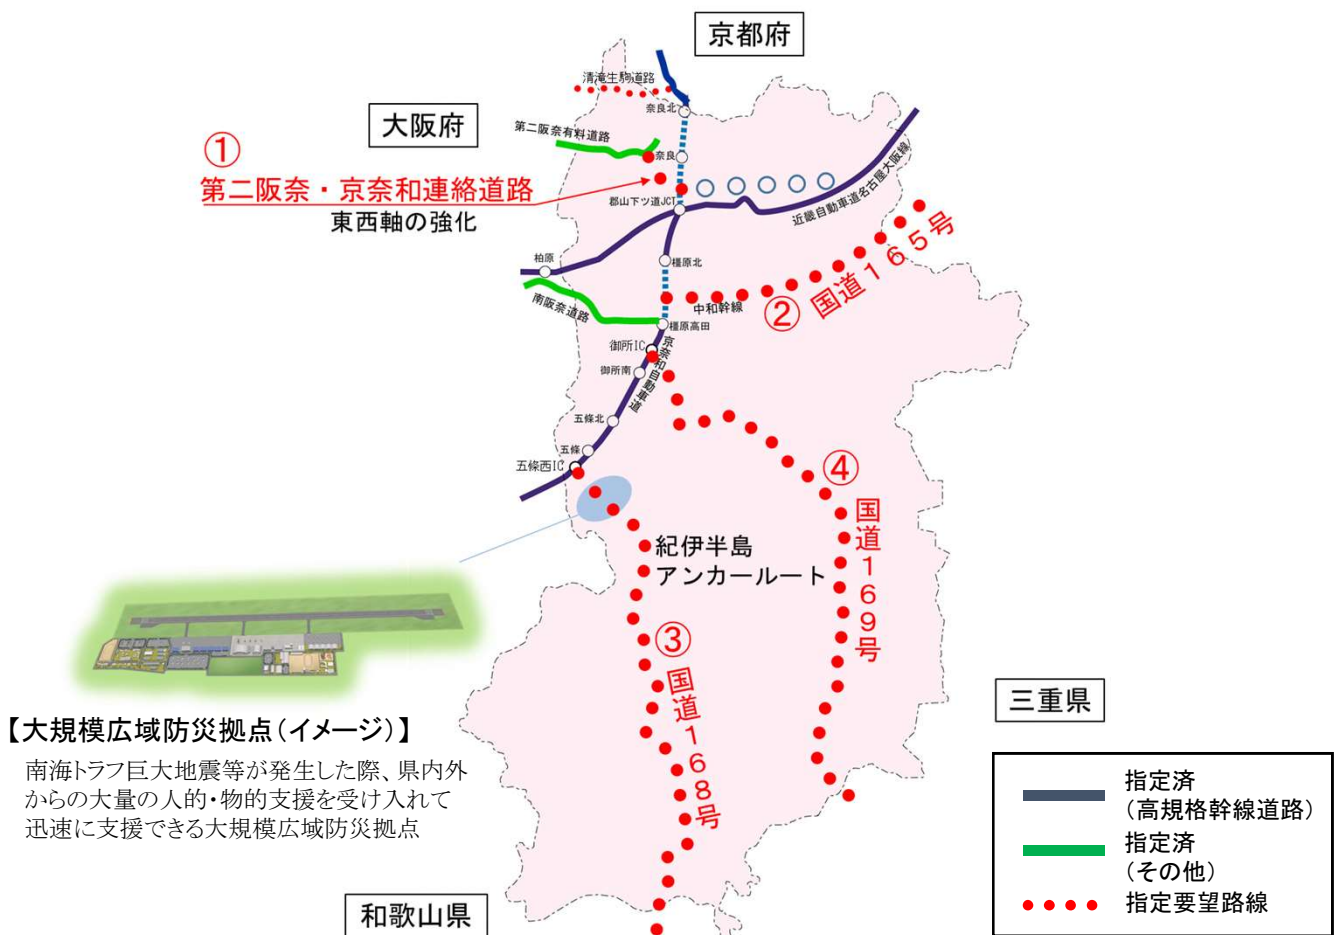 京都府
清滝生駒道路
奈良北
大阪府
第二阪奈有料道路
奈良
①
第二阪奈・京奈和連絡道路
東西軸の強化
郡山下ツ道JCT
近畿自動車道名古屋大阪線
柏原
橿原北
国道165号
②
中和幹線
南阪奈道路
橿原高田
御所IC
京奈和自動車道
御所南
五條北
五條
五條西IC
④
国道169号
紀伊半島
アンカールート
③
国道168号
三重県
【大規模広域防災拠点(イメージ)】
南海トラフ巨大地震等が発生した際、県内外
からの大量の人的・物的支援を受け入れて
迅速に支援できる大規模広域防災拠点
和歌山県
指定済
(高規格幹線道路)
指定済
(その他)
指定要望路線